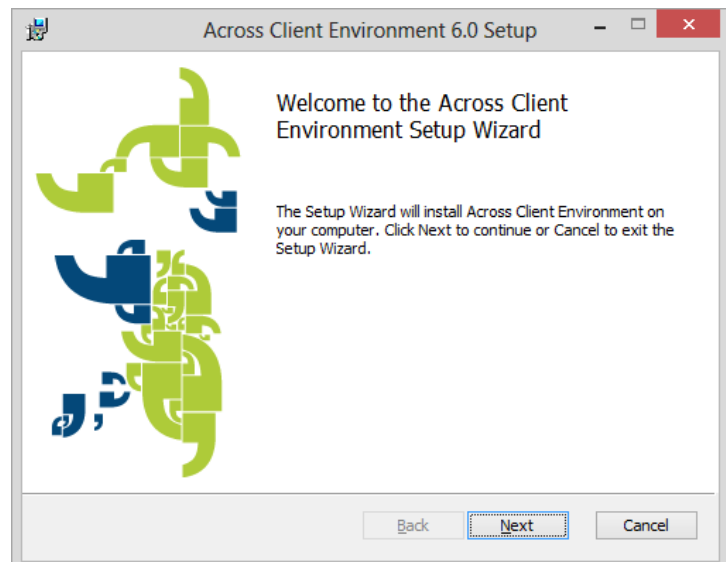 Across Client Environment 6.0 Setup
Welcome to the Across Client
Environment Setup Wizard
The Setup Wizard will install Across Client Environment on
your computer. Click Next to continue or Cancel to exit the
Setup Wizard.
Back
Next
Cancel